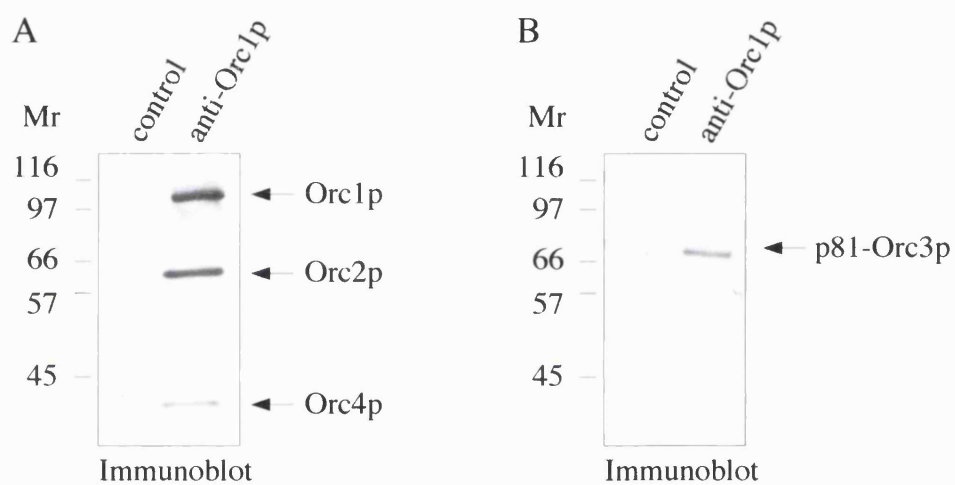 A
control
anti-Orc1p
Mr
116
97
66
57
45
Orc1p
Orc2p
Orc4p
Immunoblot
B
control
anti-Orc1p
Mr
116
97
66
57
45
p81-Orc3p
Immunoblot